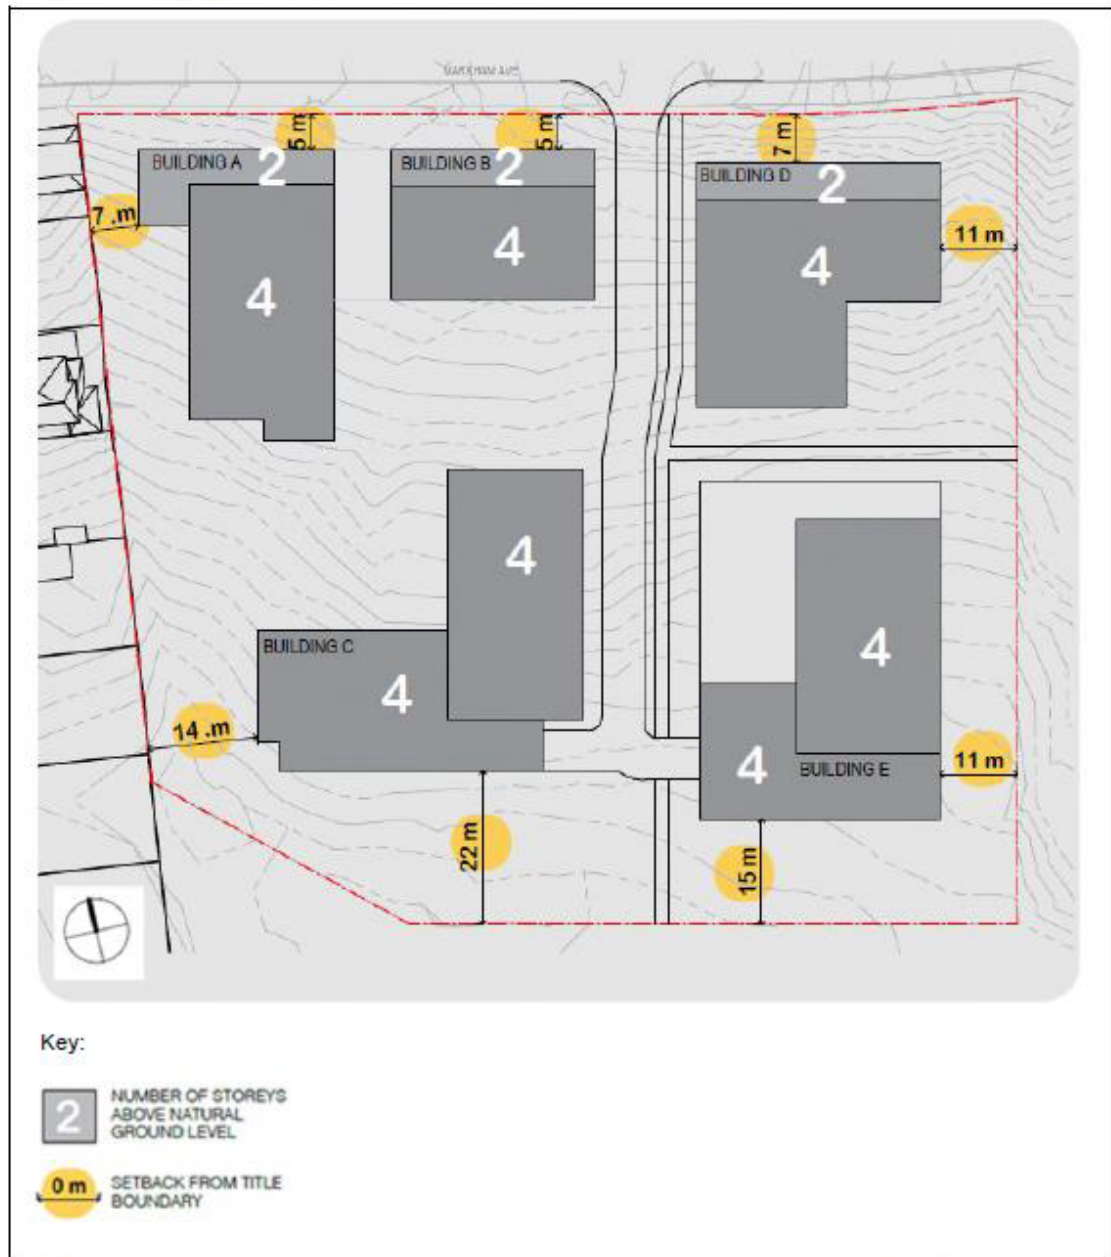 MARKHAM AVE
5 m
5 m
7 m
BUILDING A
2
BUILDING B
2
BUILDING D
2
7 .m
11 m
4
4
4
4
BUILDING C
4
4
14 .m
4
BUILDING E
11 m
22 m
15 m
Key:
2
NUMBER OF STOREYS
ABOVE NATURAL
GROUND LEVEL
0 m
SETBACK FROM TITLE
BOUNDARY